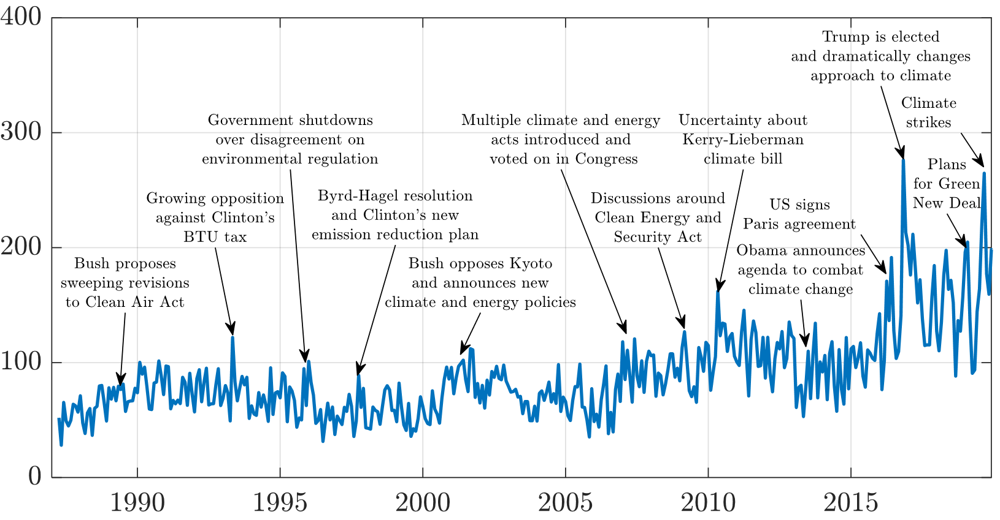 400
300
200
100
0
1990
1995
2000
2005
2010
2015
Bush proposes
sweeping revisions
to Clean Air Act
Growing opposition
against Clinton's
BTU tax
Government shutdowns
over disagreement on
environmental regulation
Byrd-Hagel resolution
and Clinton's new
emission reduction plan
Bush opposes Kyoto
and announces new
climate and energy policies
Multiple climate and energy
acts introduced and
voted on in Congress
Discussions around
Clean Energy and
Security Act
Uncertainty about
Kerry-Lieberman
climate bill
Obama announces
agenda to combat
climate change
US signs
Paris agreement
Trump is elected
and dramatically changes
approach to climate
Plans
for Green
New Deal
Climate
strikes